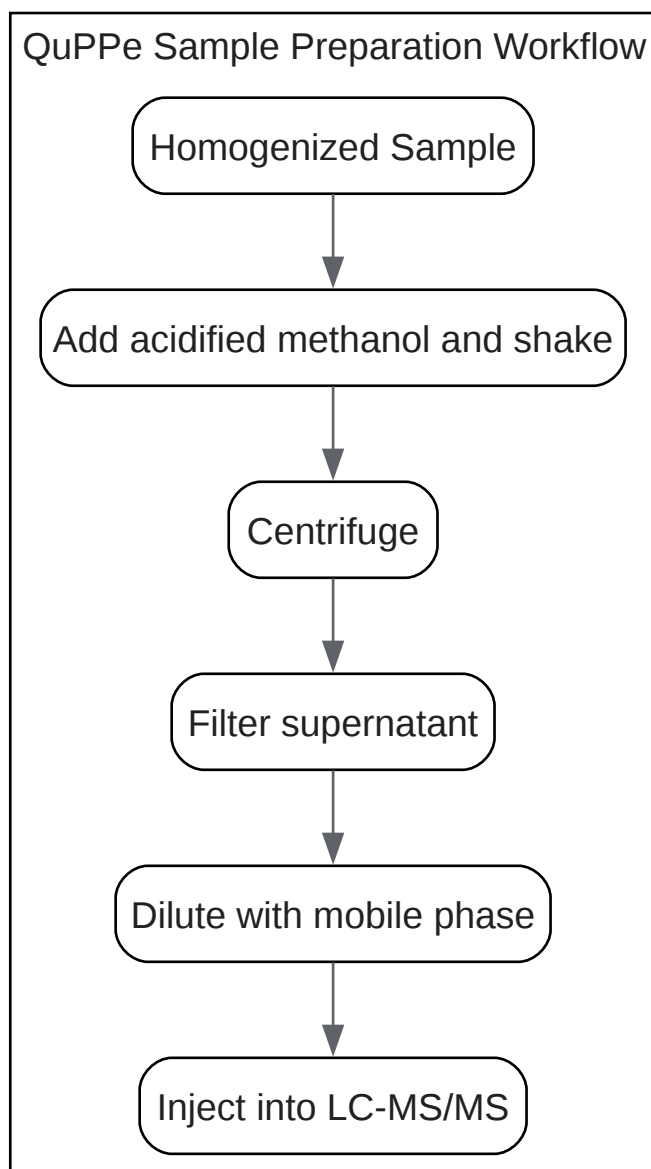 QuPPe Sample Preparation Workflow
Homogenized Sample
Add acidified methanol and shake
Centrifuge
Filter supernatant
Dilute with mobile phase
Inject into LC-MS/MS